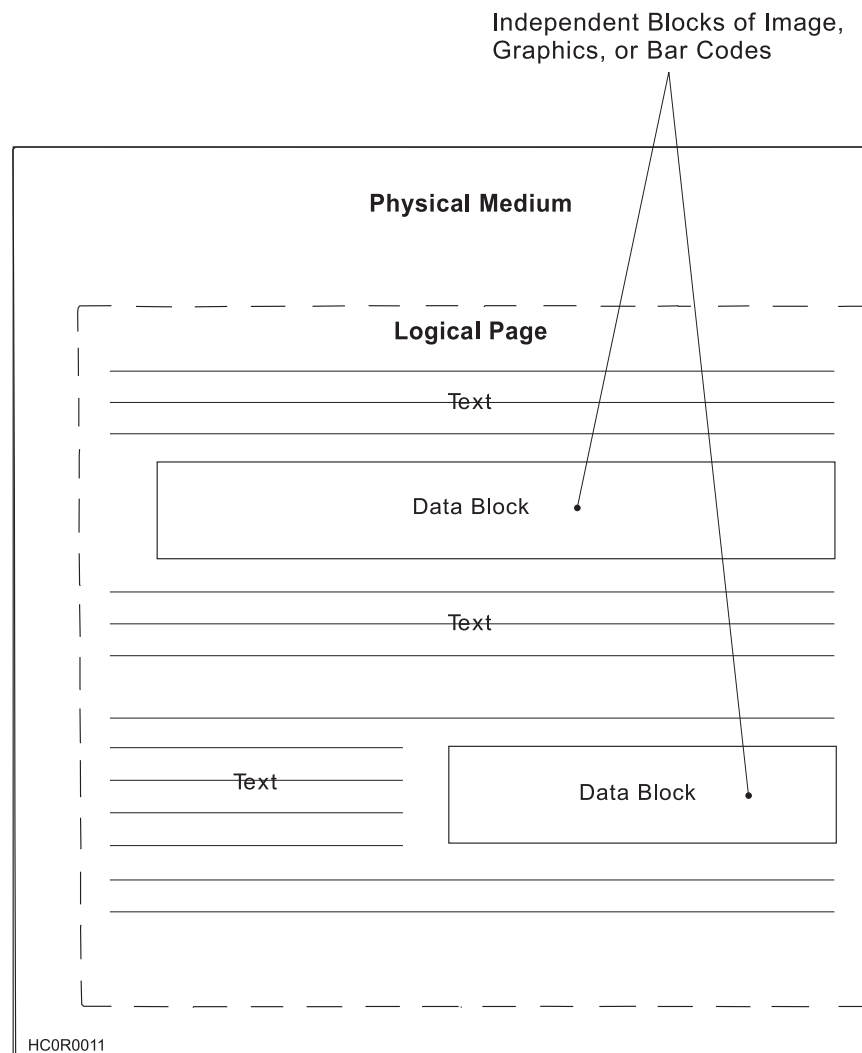 Independent Blocks of Image,
Graphics, or Bar Codes
Physical Medium
Logical Page
Text
Data Block
Text
Text
Data Block
HC0R0011